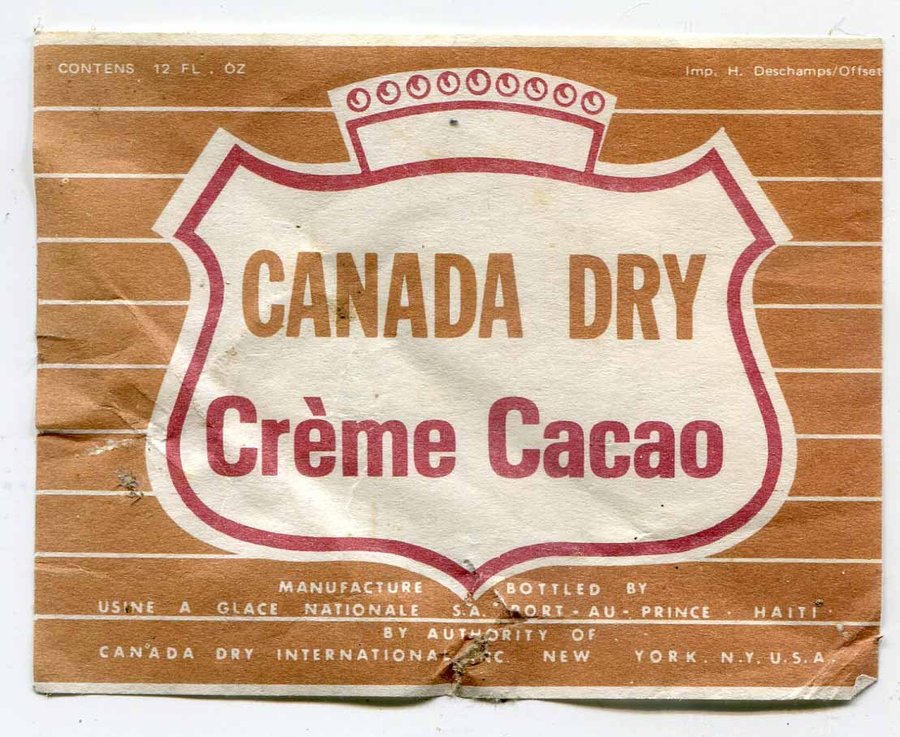 CONTENS 12 FL . OZ
Imp. H. Deschamps/Offset
CANADA DRY
Crème Cacao
MANUFACTURE BOTTLED BY
USINE A GLACE NATIONALE S.A. PORT-AU-PRINCE · HAITI
BY AUTHORITY OF
CANADA DRY INTERNATIONAL NEW YORK. N.Y. U.S.A.